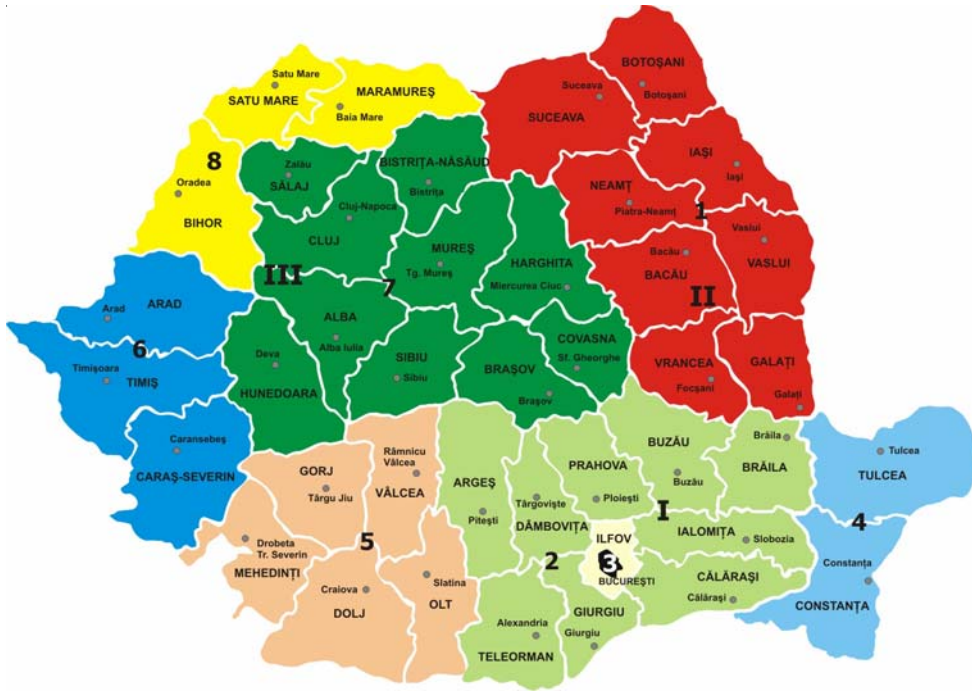 BOTOŞANI
Botoşani
Suceava
SUCEAVA
Satu Mare
SATU MARE
MARAMUREŞ
Baia Mare
8
Oradea
BIHOR
Zalău
SĂLAJ
BISTRIŢA-NĂSĂUD
Bistriţa
Cluj-Napoca
CLUJ
III
MUREŞ
Tg. Mureş
7
HARGHITA
Miercurea Ciuc
IAŞI
Iaşi
NEAMŢ
Piatra-Neamţ
1
Vaslui
VASLUI
Bacău
BACĂU
II
ARAD
Arad
6
Timişoara
TIMIŞ
ALBA
Alba Iulia
Deva
HUNEDOARA
SIBIU
Sibiu
BRAŞOV
Braşov
COVASNA
Sf. Gheorghe
VRANCEA
Focşani
GALAŢI
Galaţi
Caransebeş
CARAŞ-SEVERIN
GORJ
Târgu Jiu
Râmnicu
Vâlcea
VÂLCEA
ARGEŞ
Piteşti
PRAHOVA
Ploieşti
Târgovişte
DÂMBOVIŢA
BUZĂU
Buzău
Brăila
BRĂILA
Tulcea
TULCEA
I
4
IALOMIŢA
Slobozia
ILFOV
3
BUCUREŞTI
2
5
Drobeta
Tr. Severin
MEHEDINŢI
Craiova
DOLJ
Slatina
OLT
Alexandria
TELEORMAN
GIURGIU
Giurgiu
CĂLĂRAŞI
Călăraşi
Constanţa
CONSTANŢA